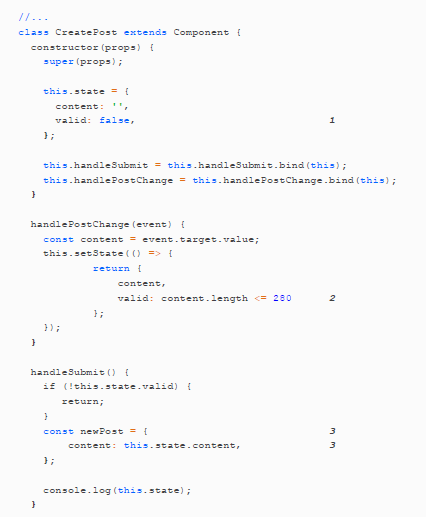 //...
class CreatePost extends Component {
  constructor(props) {
    super(props);

    this.state = {
      content: '',
      valid: false,                                1
    };

    this.handleSubmit = this.handleSubmit.bind(this);
    this.handlePostChange = this.handlePostChange.bind(this);
  }

  handlePostChange(event) {
    const content = event.target.value;
    this.setState(() => {
            return {
                content,
                valid: content.length <= 280       2
            };
    });
  }

  handleSubmit() {
    if (!this.state.valid) {
       return;
    }
    const newPost = {                              3
        content: this.state.content,               3
    };

    console.log(this.state);
  }